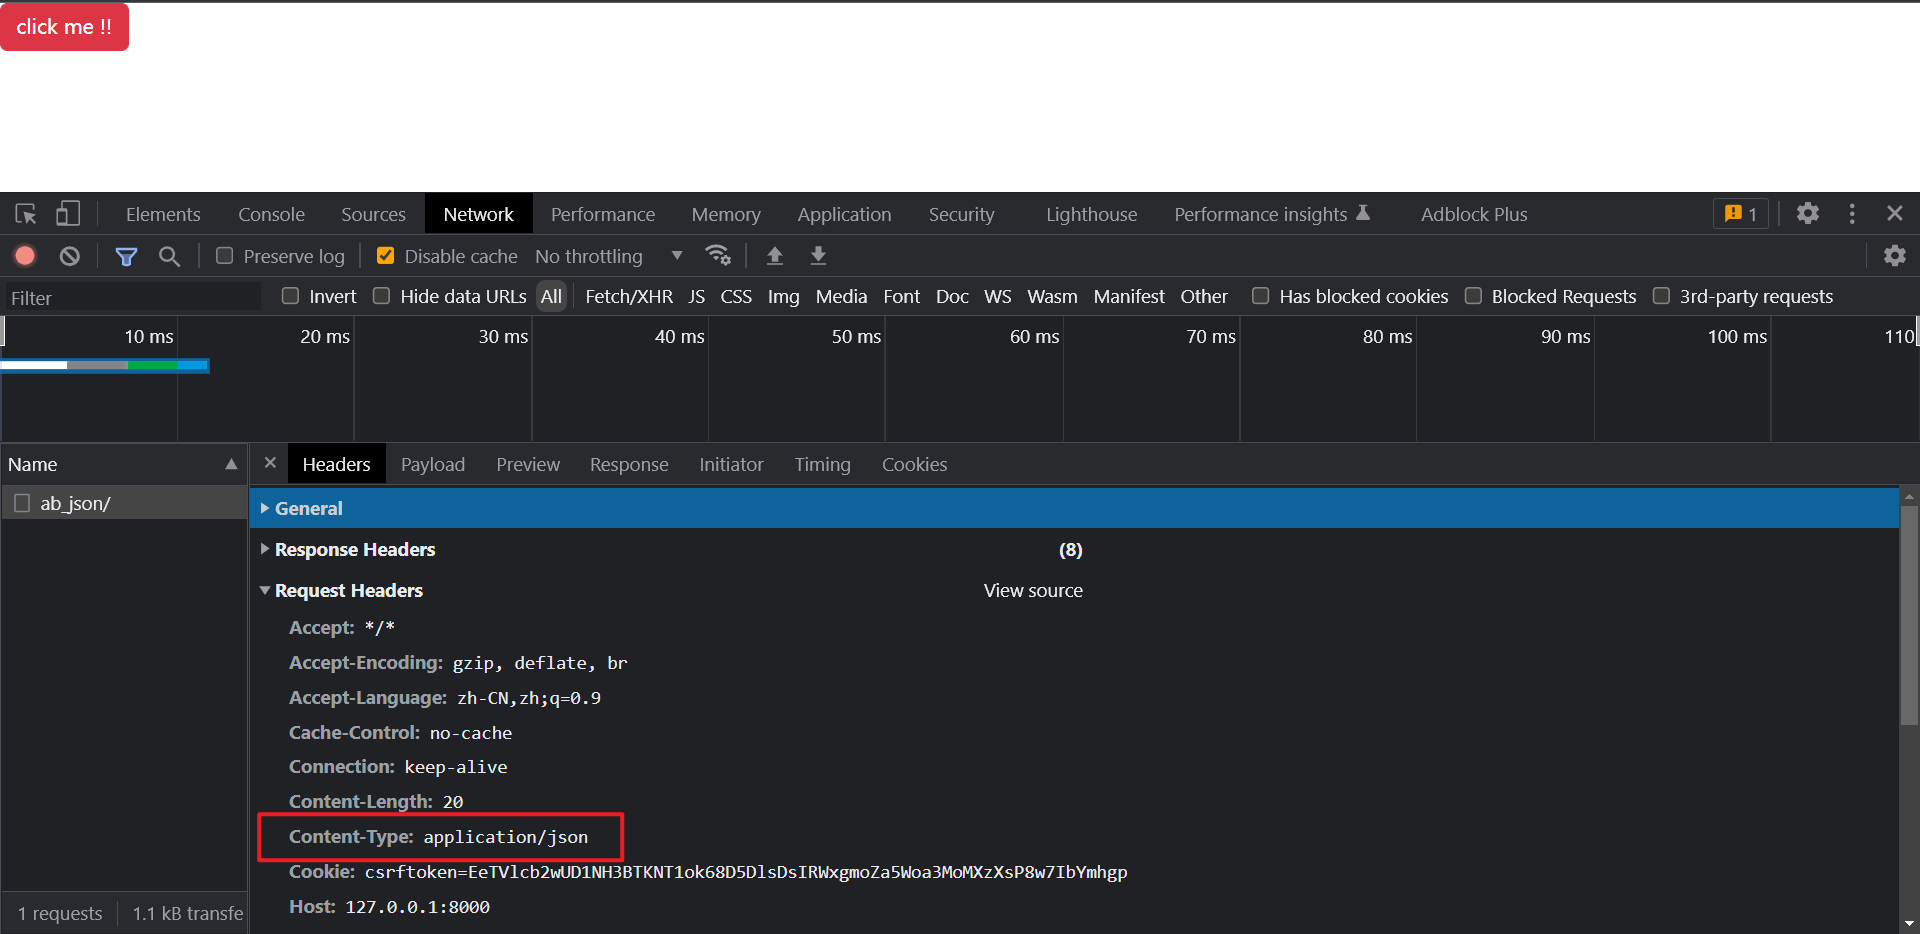 click me !!
Elements Console Sources Network Performance Memory Application Security Lighthouse Performance insights Adblock Plus 1
Preserve log Disable cache No throttling
Filter Invert Hide data URLs All Fetch/XHR JS CSS Img Media Font Doc WS Wasm Manifest Other Has blocked cookies Blocked Requests 3rd-party requests
10 ms 20 ms 30 ms 40 ms 50 ms 60 ms 70 ms 80 ms 90 ms 100 ms 110
Name Headers Payload Preview Response Initiator Timing Cookies
ab_json/
General
Response Headers (8)
Request Headers View source
Accept: */*
Accept-Encoding: gzip, deflate, br
Accept-Language: zh-CN,zh;q=0.9
Cache-Control: no-cache
Connection: keep-alive
Content-Length: 20
Content-Type: application/json
Cookie: csrftoken=EeTVlcb2wUD1NH3BTKNT1ok68D5DlsDsIRWxgmoZa5Woa3MoMXzXsP8w7IbYmhgp
Host: 127.0.0.1:8000
1 requests 1.1 kB transfe